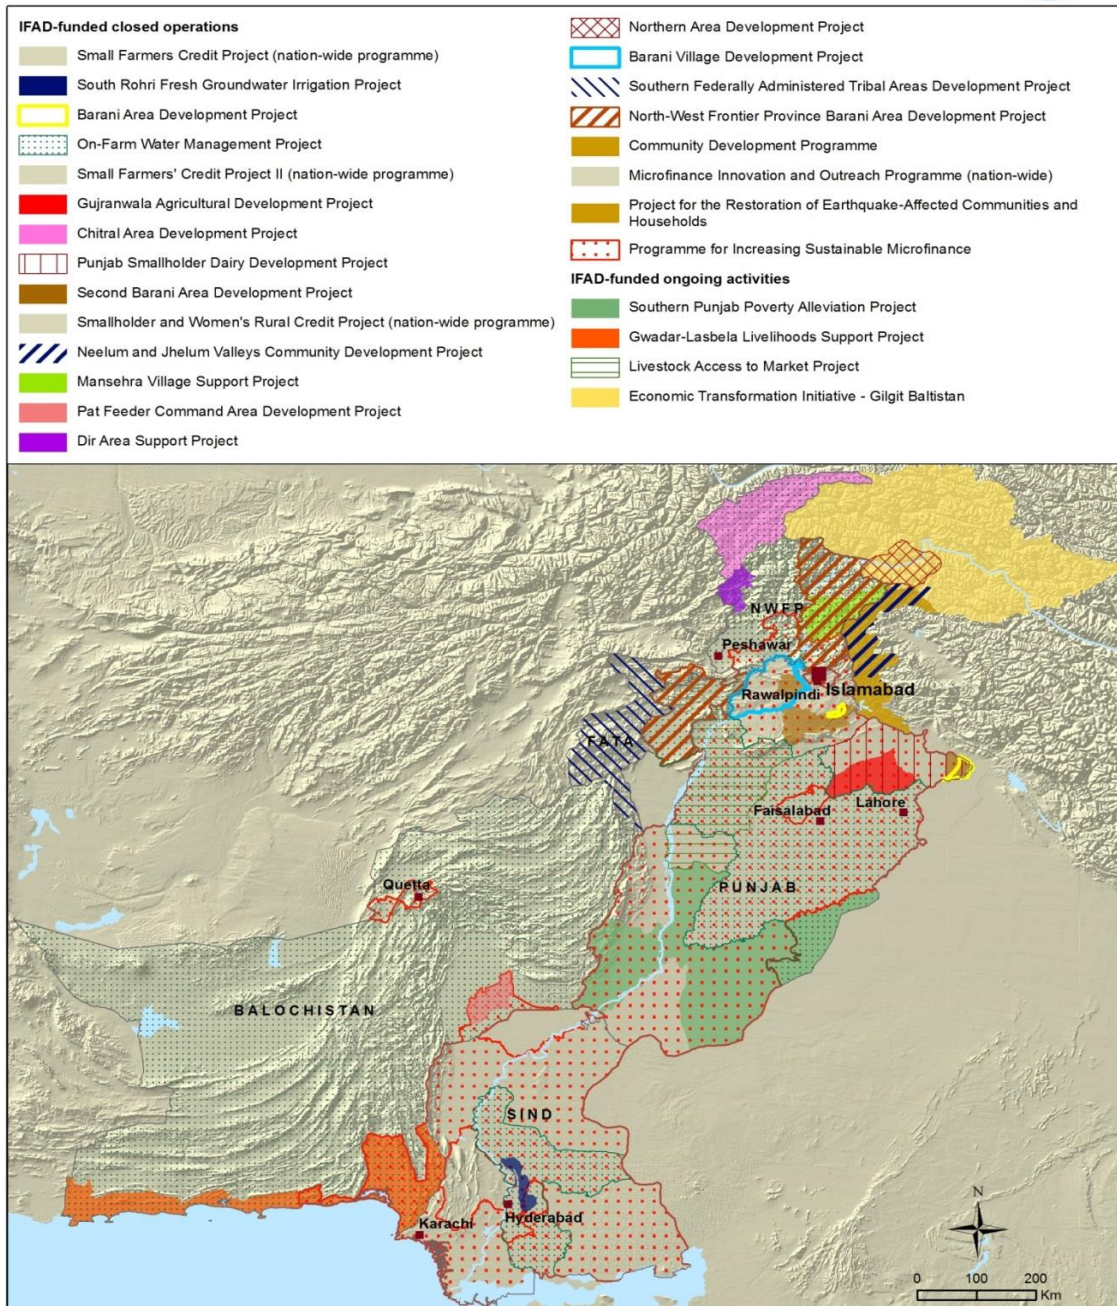 IFAD-funded closed operations
Small Farmers Credit Project (nation-wide programme)
South Rohri Fresh Groundwater Irrigation Project
Barani Area Development Project
On-Farm Water Management Project
Small Farmers' Credit Project II (nation-wide programme)
Gujranwala Agricultural Development Project
Chitral Area Development Project
Punjab Smallholder Dairy Development Project
Second Barani Area Development Project
Smallholder and Women's Rural Credit Project (nation-wide programme)
Neelum and Jhelum Valleys Community Development Project
Mansehra Village Support Project
Pat Feeder Command Area Development Project
Dir Area Support Project
Northern Area Development Project
Barani Village Development Project
Southern Federally Administered Tribal Areas Development Project
North-West Frontier Province Barani Area Development Project
Community Development Programme
Microfinance Innovation and Outreach Programme (nation-wide)
Project for the Restoration of Earthquake-Affected Communities and
Households
Programme for Increasing Sustainable Microfinance
IFAD-funded ongoing activities
Southern Punjab Poverty Alleviation Project
Gwadar-Lasbela Livelihoods Support Project
Livestock Access to Market Project
Economic Transformation Initiative - Gilgit Baltistan
NWFP
Peshawar
Islamabad
Rawalpindi
FATA
Lahore
Faisalabad
Quetta
PUNJAB
BALOCHISTAN
SIND
Hyderabad
Karachi
N
0 100 200
Km